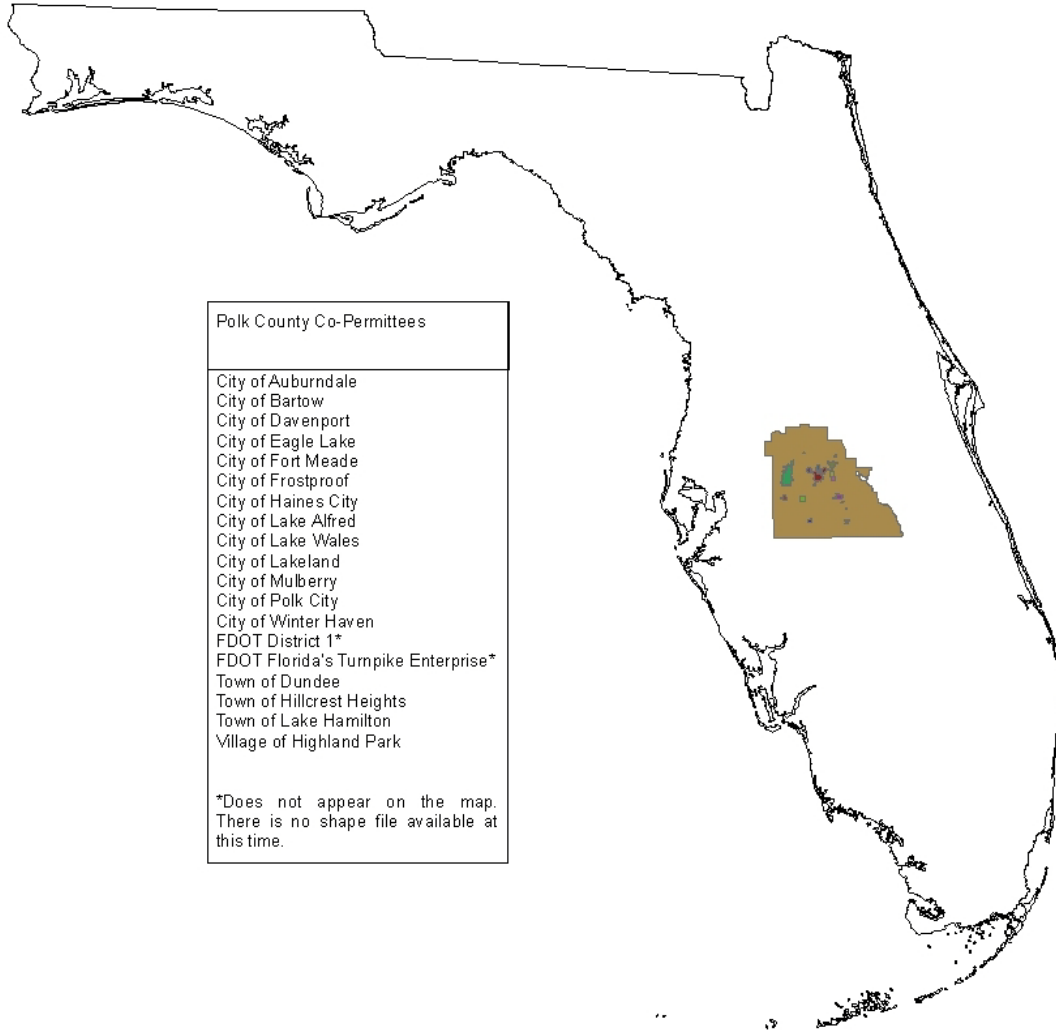 Polk County Co-Permittees
City of Auburndale
City of Bartow
City of Davenport
City of Eagle Lake
City of Fort Meade
City of Frostproof
City of Haines City
City of Lake Alfred
City of Lake Wales
City of Lakeland
City of Mulberry
City of Polk City
City of Winter Haven
FDOT District 1*
FDOT Florida's Turnpike Enterprise*
Town of Dundee
Town of Hillcrest Heights
Town of Lake Hamilton
Village of Highland Park
*Does not appear on the map.
There is no shape file available at
this time.